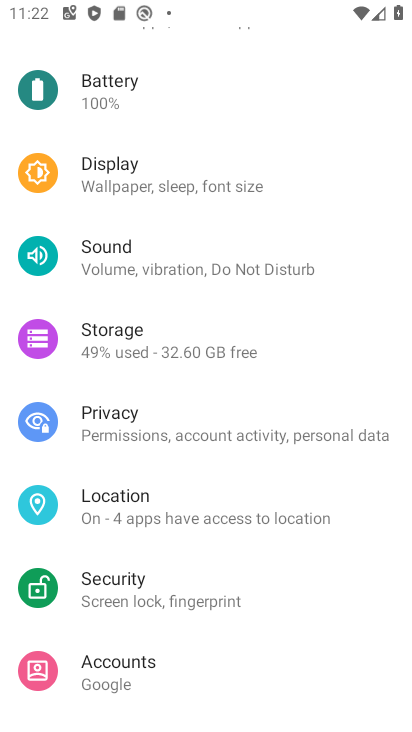 11:22
Battery
100%
Display
Wallpaper, sleep, font size
Sound
Volume, vibration, Do Not Disturb
Storage
49% used - 32.60 GB free
Privacy
Permissions, account activity, personal data
Location
On - 4 apps have access to location
Security
Screen lock, fingerprint
Accounts
Google